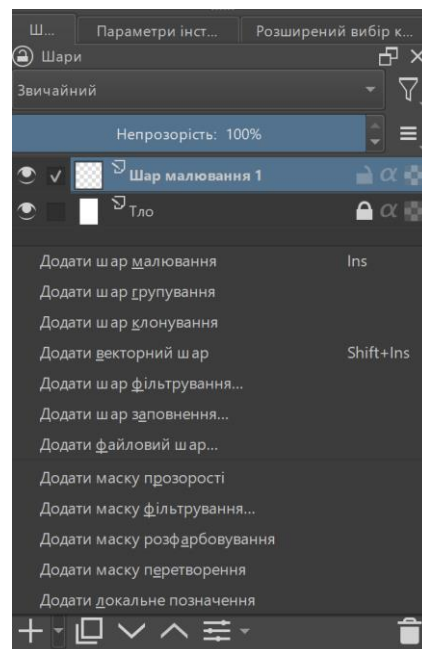 Ш... Параметри інст... Розширений вибір к...
Шари
Звичайний
Непрозорість: 100%
Шар малювання 1
Тло
Додати шар малювання Ins
Додати шар групування
Додати шар клонування
Додати векторний шар Shift+Ins
Додати шар фільтрування...
Додати шар заповнення...
Додати файловий шар...
Додати маску прозорості
Додати маску фільтрування...
Додати маску розфарбовування
Додати маску перетворення
Додати локальне позначення